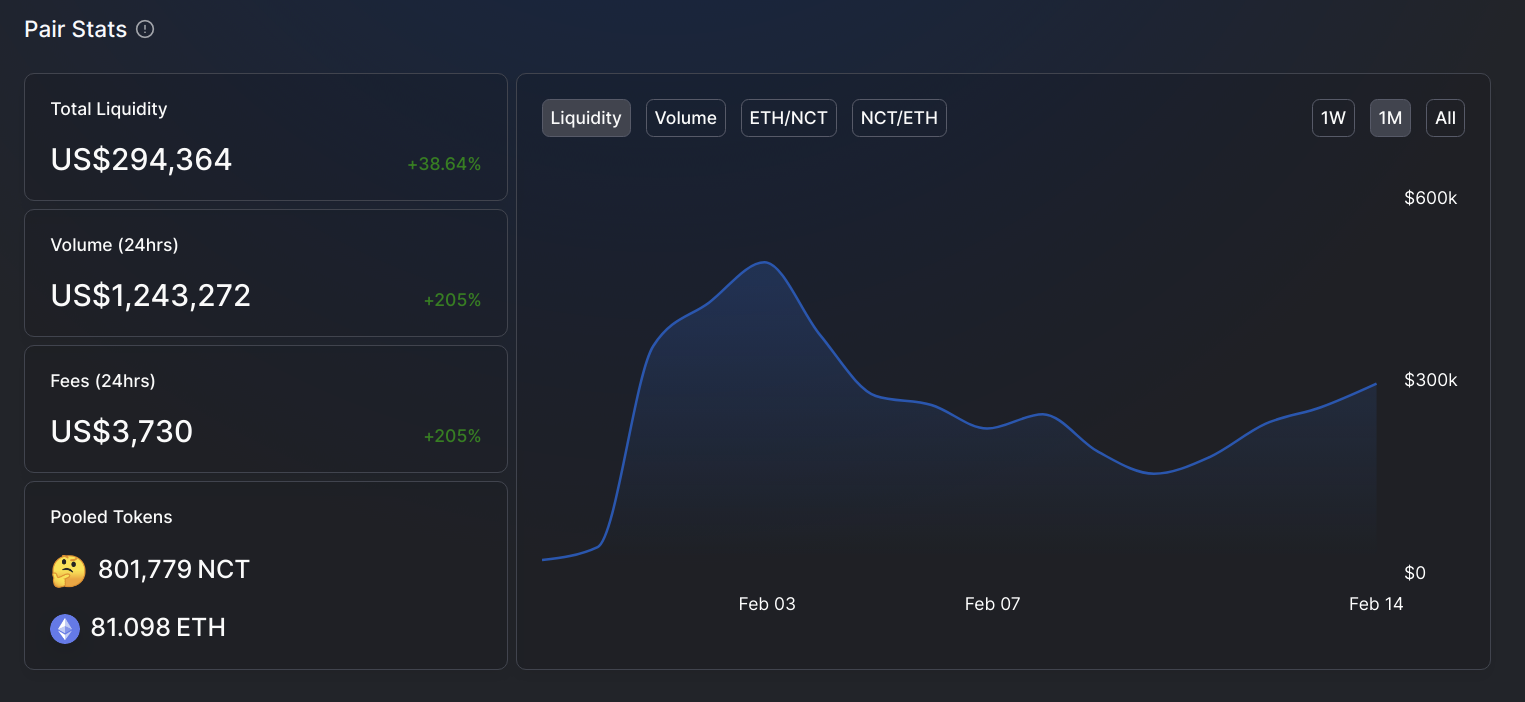 Pair Stats
Total Liquidity
US$294,364
+38.64%
Volume (24hrs)
US$1,243,272
+205%
Fees (24hrs)
US$3,730
+205%
Pooled Tokens
801,779 NCT
81.098 ETH
Liquidity Volume ETH/NCT NCT/ETH
1W 1M All
$600k
$300k
$0
Feb 03 Feb 07 Feb 14